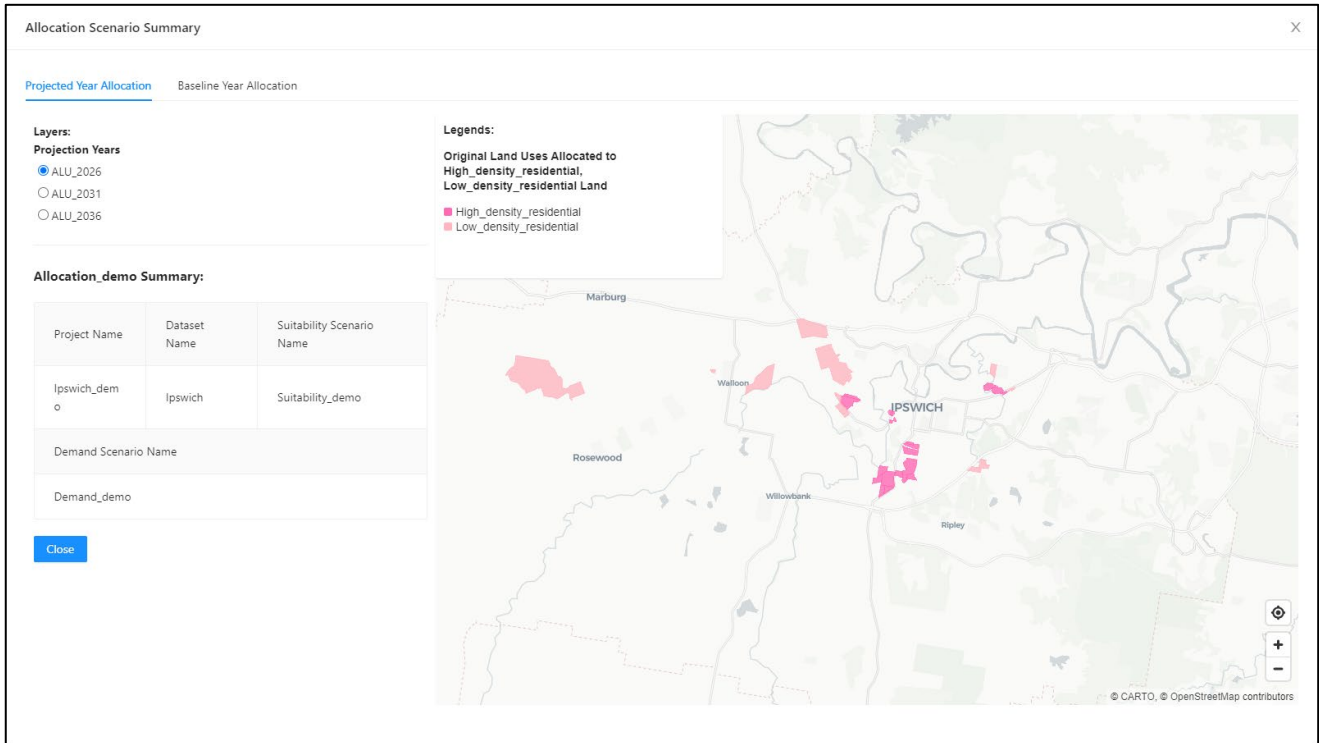 Allocation Scenario Summary
X
Projected Year Allocation
Baseline Year Allocation
Layers:
Projection Years
ALU_2026
ALU_2031
ALU_2036
Allocation_demo Summary:
Project Name
Dataset
Name
Suitability Scenario
Name
Ipswich_dem
o
Ipswich
Suitability_demo
Demand Scenario Name
Demand_demo
Close
Legends:
Original Land Uses Allocated to
High_density_residential,
Low_density_residential Land
High_density_residential
Low_density_residential
Marburg
Walloon
IPSWICH
Rosewood
Willowbank
Ripley
+
−
© CARTO, © OpenStreetMap contributors